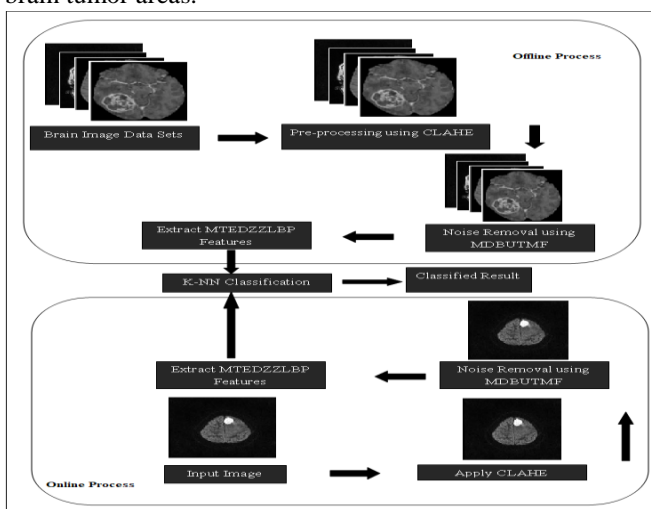 brain tumor areas.
Offline Process
Brain Image Data Sets
Pre-processing using CLAHE
Extract MTEDZZLBP
Features
Noise Removal using
MDBUTMF
K-NN Classification
Classified Result
Extract MTEDZZLBP
Features
Noise Removal using
MDBUTMF
Input Image
Apply CLAHE
Online Process